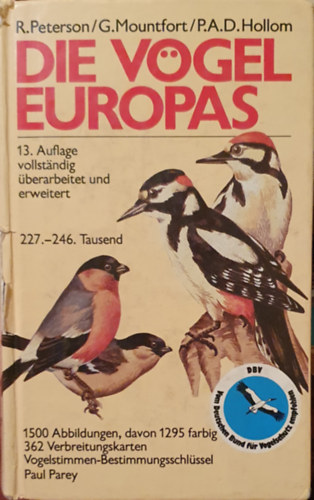 R.Peterson/G.Mountfort/P.A.D.Hollom
DIE VÖGEL
EUROPAS
13. Auflage
vollständig
überarbeitet und
erweitert
227.–246. Tausend
DBV
Vom Deutschen Bund für Vogelschutz empfohlen
1500 Abbildungen, davon 1295 farbig
362 Verbreitungskarten
Vogelstimmen-Bestimmungsschlüssel
Paul Parey